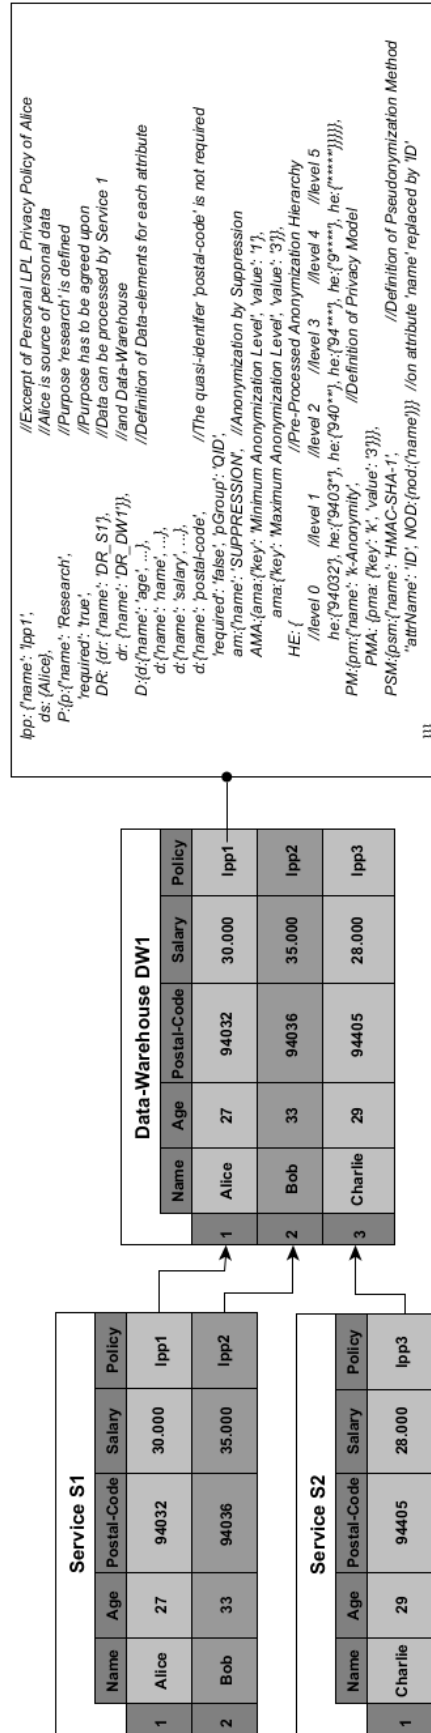 Service S1
Name Age Postal-Code Salary Policy
1 Alice 27 94032 30.000 lpp1
2 Bob 33 94036 35.000 lpp2
Service S2
Name Age Postal-Code Salary Policy
1 Charlie 29 94405 28.000 lpp3
Data-Warehouse DW1
Name Age Postal-Code Salary Policy
1 Alice 27 94032 30.000 lpp1
2 Bob 33 94036 35.000 lpp2
3 Charlie 29 94405 28.000 lpp3
lpp: {'name': 'lpp1', //Excerpt of Personal LPL Privacy Policy of Alice
ds: {Alice}, //Alice is source of personal data
P:{p:{'name': 'Research', //Purpose 'research' is defined
'required': 'true', //Purpose has to be agreed upon
DR: {dr: {'name': 'DR_S1'}, //Data can be processed by Service 1
dr: {'name': 'DR_DW1'}}, //and Data-Warehouse
D:{d:{'name': 'age', ...}, //Definition of Data-elements for each attribute
d:{'name': 'name', ...},
d:{'name': 'salary', ...},
d:{'name': 'postal-code', //The quasi-identifer 'postal-code' is not required
'required': 'false', 'pGroup': 'QID',
am:{'name': 'SUPPRESSION', //Anonymization by Suppression
AMA:{ama:{'key': 'Minimum Anonymization Level', 'value': '1'},
ama:{'key': 'Maximum Anonymization Level', 'value': '3'}},
HE:{ //Pre-Processed Anonymization Hierarchy
//level 0 //level 1 //level 2 //level 3 //level 4 //level 5
he:{'94032'}, he:{'9403*'}, he:{'940**'}, he:{'94***'}, he:{'9****'}, he:{'*****'}}}}},
PM:{pm:{'name': 'k-Anonymity', //Definition of Privacy Model
PMA: {pma: {'key': 'k', 'value': '3'}}},
PSM:{psm:{'name': 'HMAC-SHA-1', //Definition of Pseudonymization Method
"attrName': 'ID', NOD:{nod:{'name'}}} //on attribute 'name' replaced by 'ID'
}}}